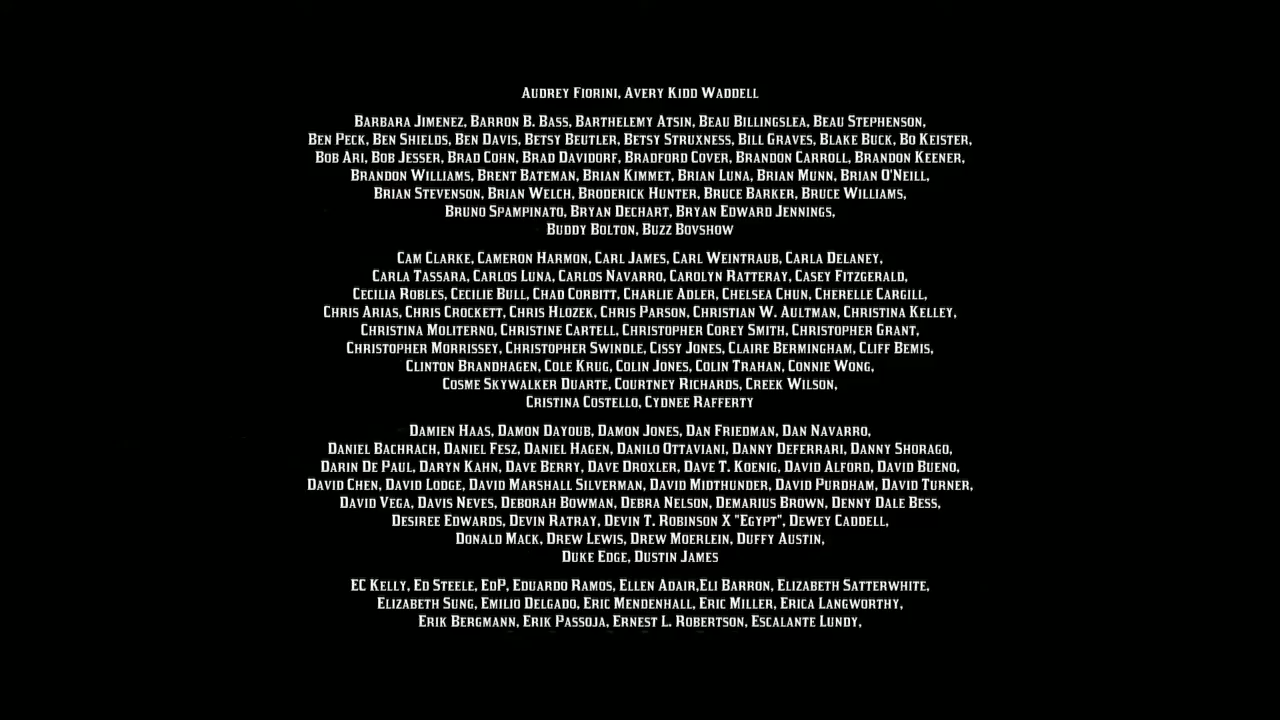 Audrey Fiorini, Avery Kidd Waddell
Barbara Jimenez, Barron B. Bass, Barthelemy Atsin, Beau Billingslea, Beau Stephenson,
Ben Peck, Ben Shields, Ben Davis, Betsy Beutler, Betsy Struxness, Bill Graves, Blake Buck, Bo Keister,
Bob Ari, Bob Jesser, Brad Cohn, Brad Davidorf, Bradford Cover, Brandon Carroll, Brandon Keener,
Brandon Williams, Brent Bateman, Brian Kimmet, Brian Luna, Brian Munn, Brian O'Neill,
Brian Stevenson, Brian Welch, Broderick Hunter, Bruce Barker, Bruce Williams,
Bruno Spampinato, Bryan Dechart, Bryan Edward Jennings,
Buddy Bolton, Buzz Bovshow
Cam Clarke, Cameron Harmon, Carl James, Carl Weintraub, Carla Delaney,
Carla Tassara, Carlos Luna, Carlos Navarro, Carolyn Ratteray, Casey Fitzgerald,
Cecilia Robles, Cecilie Bull, Chad Corbitt, Charlie Adler, Chelsea Chun, Cherelle Cargill,
Chris Arias, Chris Crockett, Chris Hlozek, Chris Parson, Christian W. Aultman, Christina Kelley,
Christina Moliterno, Christine Cartell, Christopher Corey Smith, Christopher Grant,
Christopher Morrissey, Christopher Swindle, Cissy Jones, Claire Bermingham, Cliff Bemis,
Clinton Brandhagen, Cole Krug, Colin Jones, Colin Trahan, Connie Wong,
Cosme Skywalker Duarte, Courtney Richards, Creek Wilson,
Cristina Costello, Cydnee Rafferty
Damien Haas, Damon Dayoub, Damon Jones, Dan Friedman, Dan Navarro,
Daniel Bachrach, Daniel Fesz, Daniel Hagen, Danilo Ottaviani, Danny Deferrari, Danny Shorago,
Darin De Paul, Daryn Kahn, Dave Berry, Dave Droxler, Dave T. Koenig, David Alford, David Bueno,
David Chen, David Lodge, David Marshall Silverman, David Midthunder, David Purdham, David Turner,
David Vega, Davis Neves, Deborah Bowman, Debra Nelson, Demarius Brown, Denny Dale Bess,
Desiree Edwards, Devin Ratray, Devin T. Robinson X "Egypt", Dewey Caddell,
Donald Mack, Drew Lewis, Drew Moerlein, Duffy Austin,
Duke Edge, Dustin James
EC Kelly, Ed Steele, EdP, Eduardo Ramos, Ellen Adair,Eli Barron, Elizabeth Satterwhite,
Elizabeth Sung, Emilio Delgado, Eric Mendenhall, Eric Miller, Erica Langworthy,
Erik Bergmann, Erik Passoja, Ernest L. Robertson, Escalante Lundy,